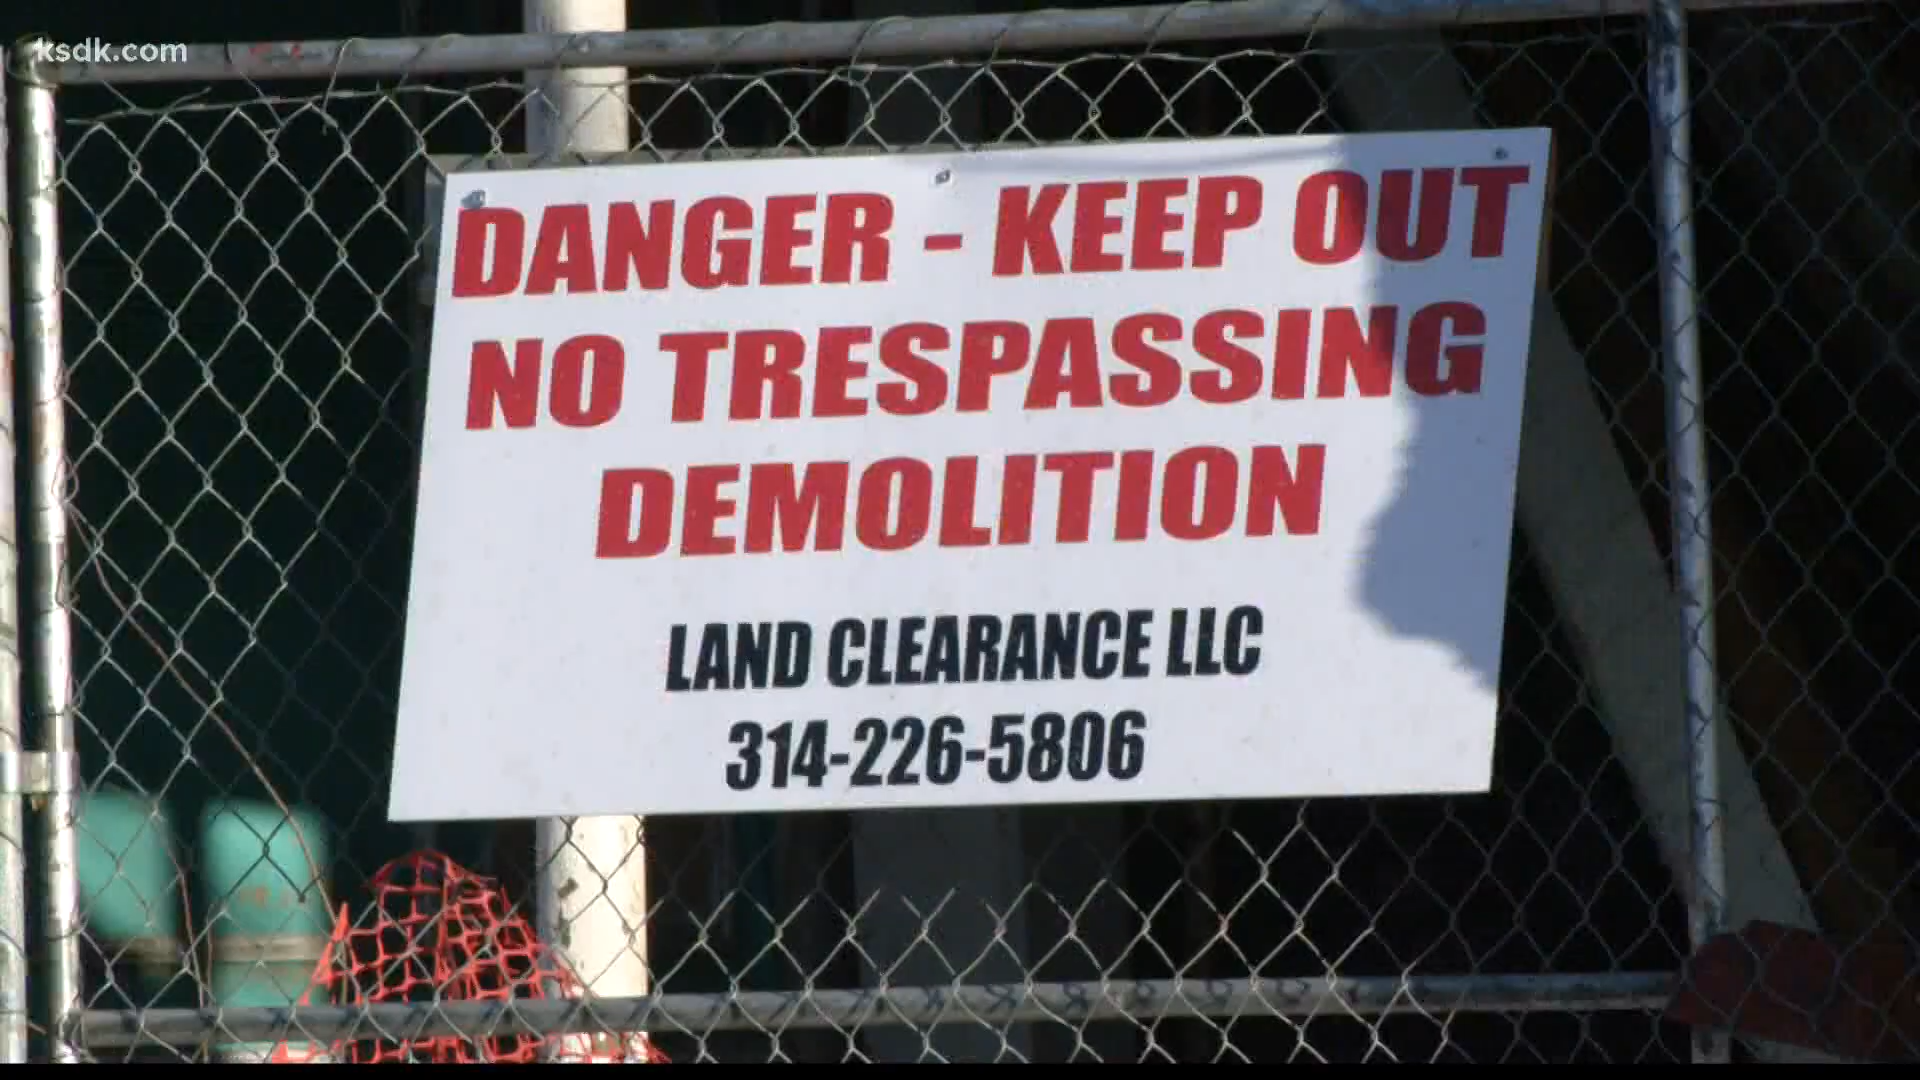 ksdk.com
DANGER - KEEP OUT
NO TRESPASSING
DEMOLITION
LAND CLEARANCE LLC
314-226-5806